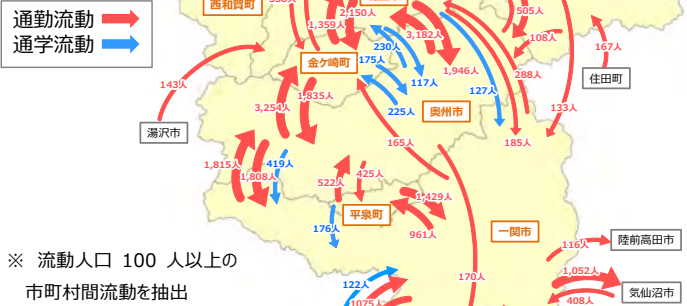 通勤流動
通学流動
西和賀町
1,359人
2,150人
3,182人
505人
108人
167人
住田町
230人
175人
金ケ崎町
1,946人
117人
288人
127人
143人
1,835人
3,254人
225人
奥州市
133人
湯沢市
165人
185人
1,815人
419人
1,808人
425人
522人
1,429人
平泉町
176人
961人
一関市
116人
陸前高田市
※ 流動人口 100 人以上の
市町村間流動を抽出
170人
122人
1075人
1,052人
気仙沼市
408人